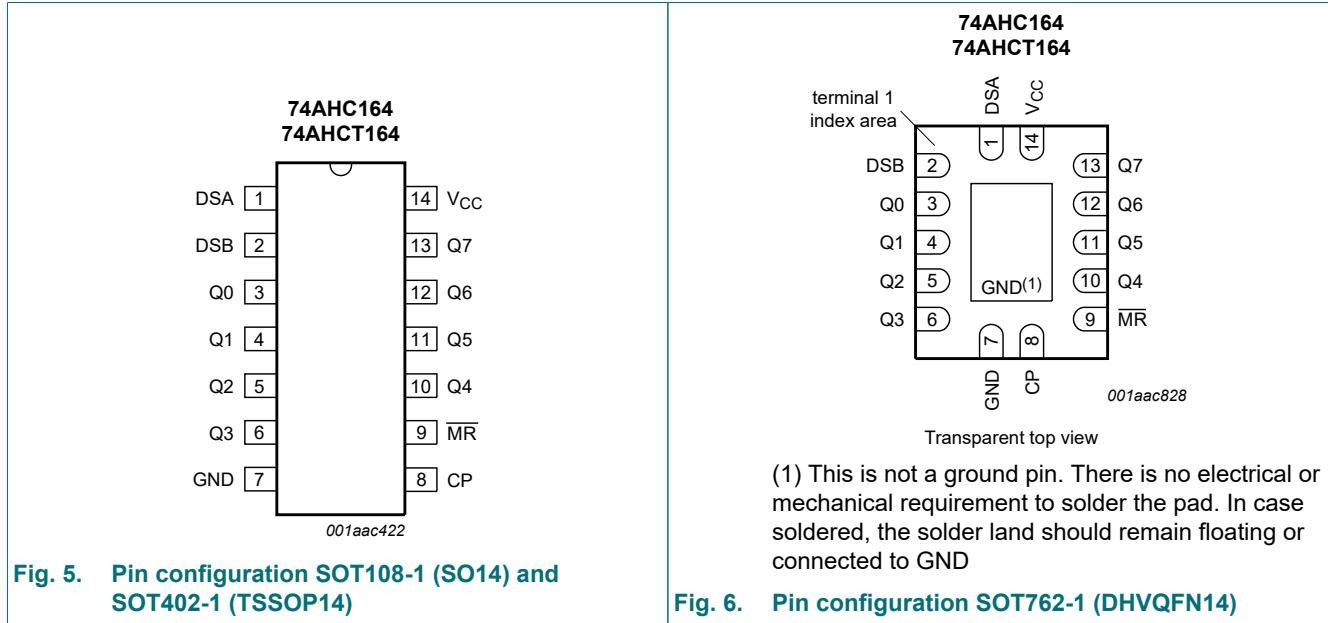 74AHC164
74AHCT164
DSA 1
14 VCC
DSB 2
13 Q7
Q0 3
12 Q6
Q1 4
11 Q5
Q2 5
10 Q4
Q3 6
9 MR
GND 7
8 CP
001aac422
Fig. 5. Pin configuration SOT108-1 (SO14) and
SOT402-1 (TSSOP14)
74AHC164
74AHCT164
terminal 1
index area
DSA
VCC
1
14
DSB 2
13 Q7
Q0 3
12 Q6
Q1 4
11 Q5
Q2 5
10 Q4
GND(1)
Q3 6
9 MR
7
8
GND
CP
001aac828
Transparent top view
(1) This is not a ground pin. There is no electrical or
mechanical requirement to solder the pad. In case
soldered, the solder land should remain floating or
connected to GND
Fig. 6. Pin configuration SOT762-1 (DHVQFN14)